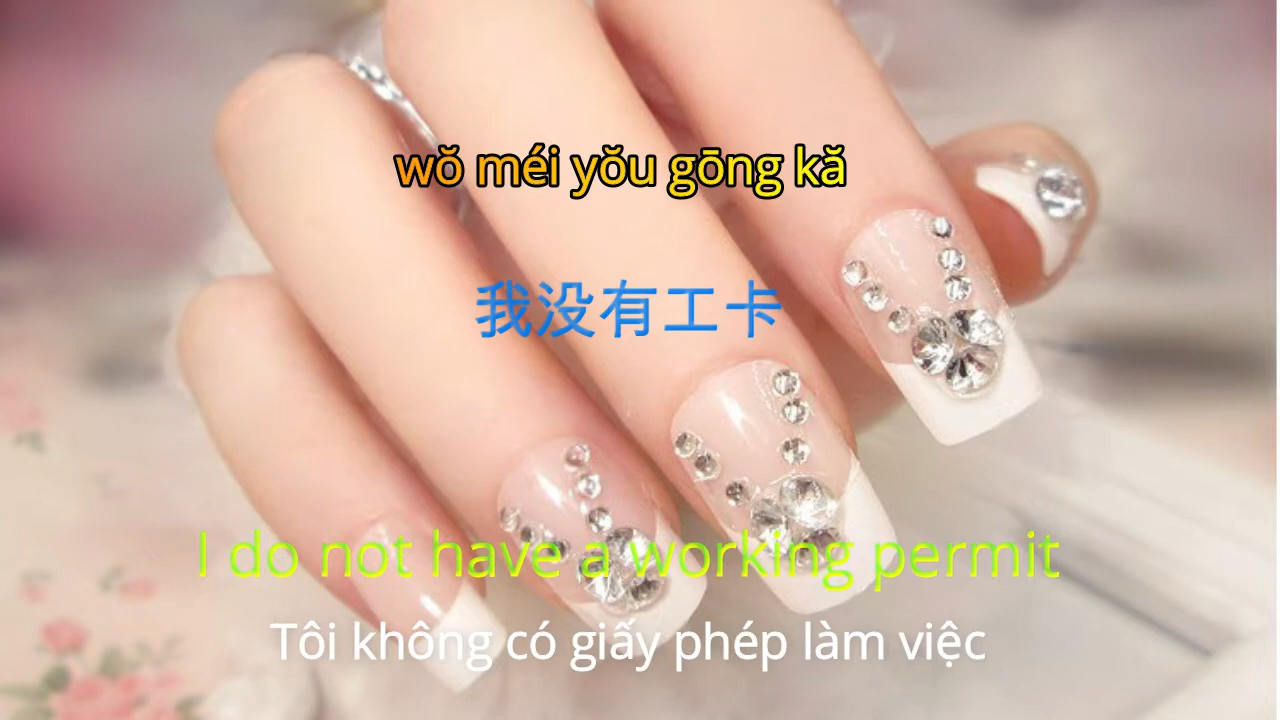 wǒ méi yǒu gōng kǎ
我没有工卡
I do not have a working permit
Tôi không có giấy phép làm việc